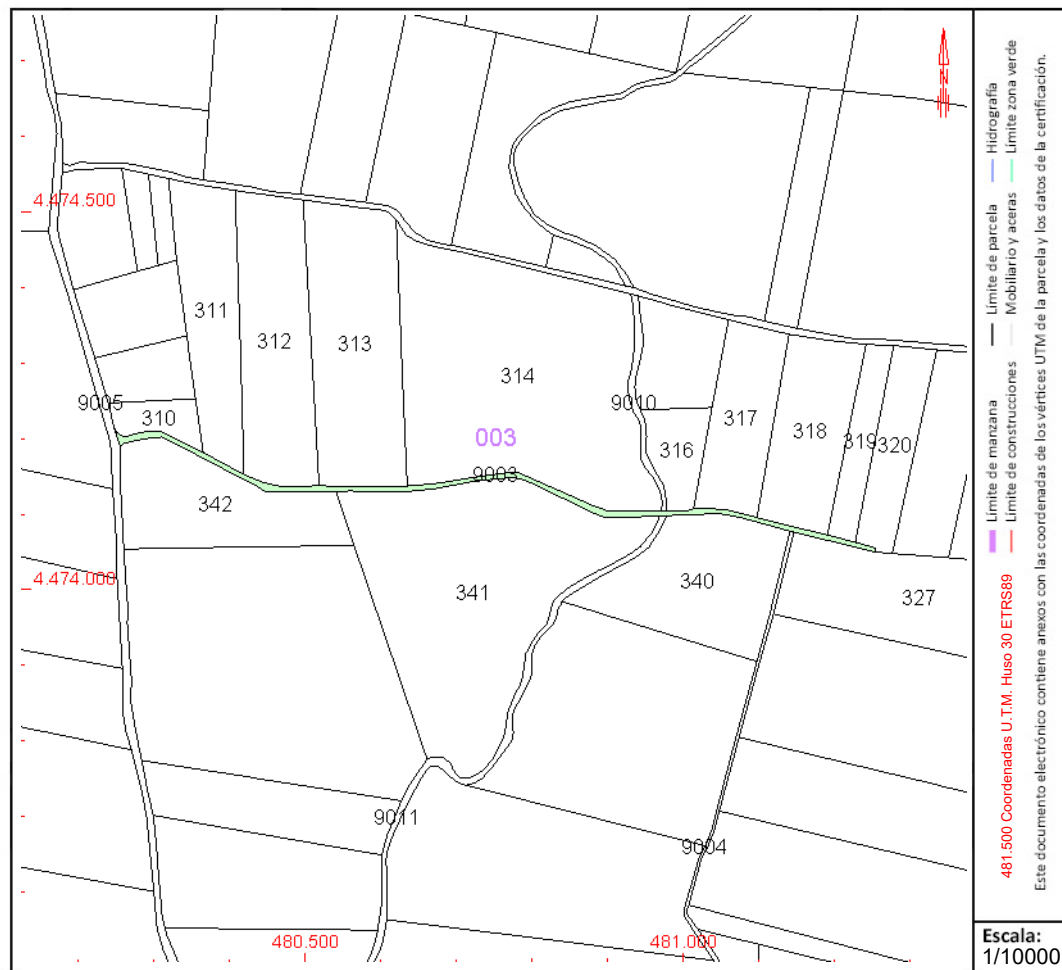 4.474.500
311
312
313
314
9005
310
9010
317
318
319
320
003
316
9003
342
4.474.000
341
340
327
9011
9004
480.500
481.000
N
Hidrografía
Límite zona verde
Límite de parcela
Mobiliario y aceras
Límite de manzana
Límite de construcciones
481.500 Coordenadas U.T.M. Huso 30 ETRS89
Este documento electrónico contiene anexos con las coordenadas de los vértices UTM de la parcela y los datos de la certificación.
Escala:
1/10000